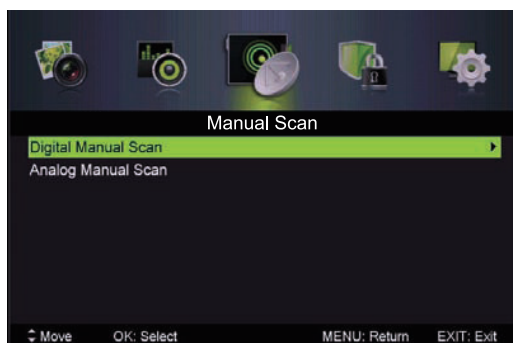 Manual Scan
Digital Manual Scan
Analog Manual Scan
Move OK: Select MENU: Return EXIT: Exit